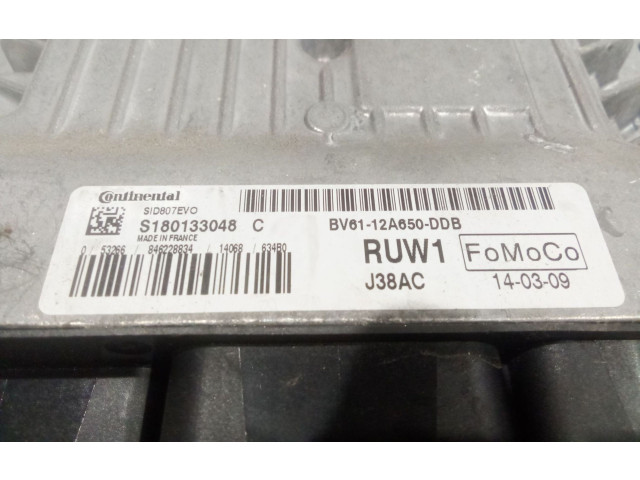 Continental
SID807EVO
S180133048 C
MADE IN FRANCE
0 / 53266 / 846228834 / 14068 / 634B0
BV61-12A650-DDB
RUW1 FoMoCo
J38AC 14-03-09